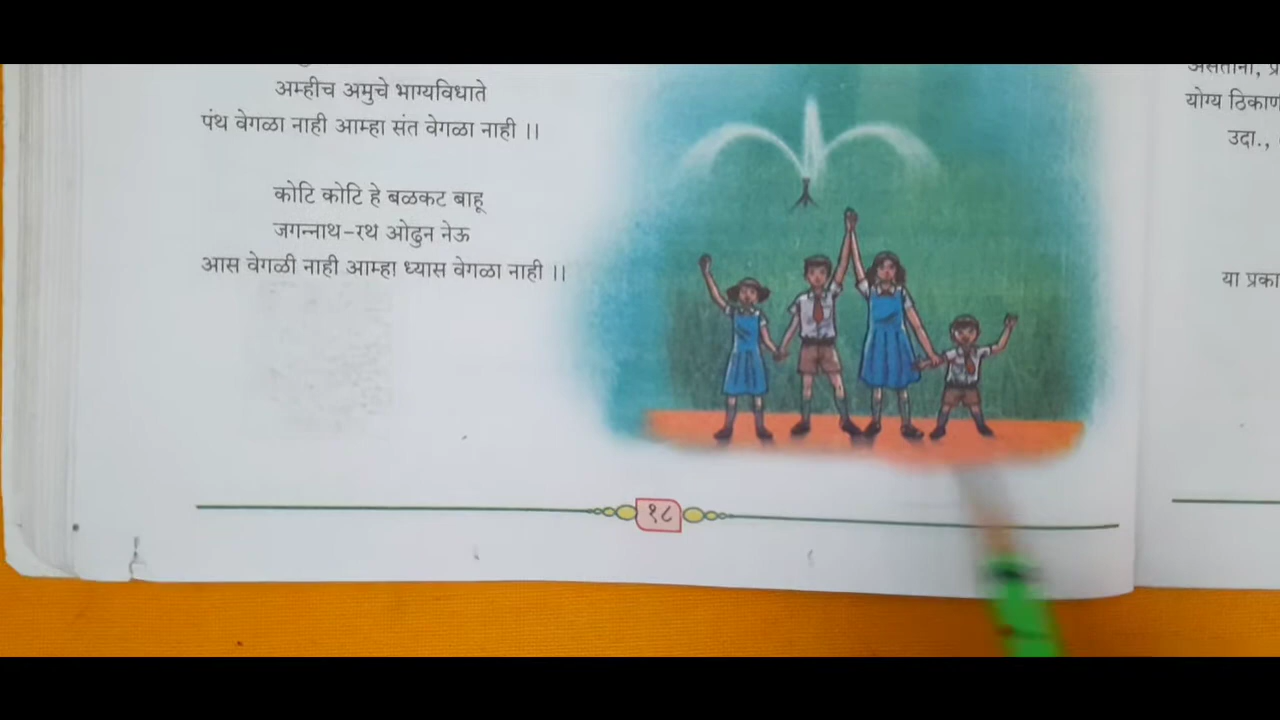 अम्हीच अमुचे भाग्यविधाते
पंथ वेगळा नाही आम्हा संत वेगळा नाही ।।
कोटि कोटि हे बळकट बाहू
जगन्नाथ-रथ ओढुन नेऊ
आस वेगळी नाही आम्हा ध्यास वेगळा नाही ।।
१८
योग्य ठिकाण
उदा.,
या प्रका